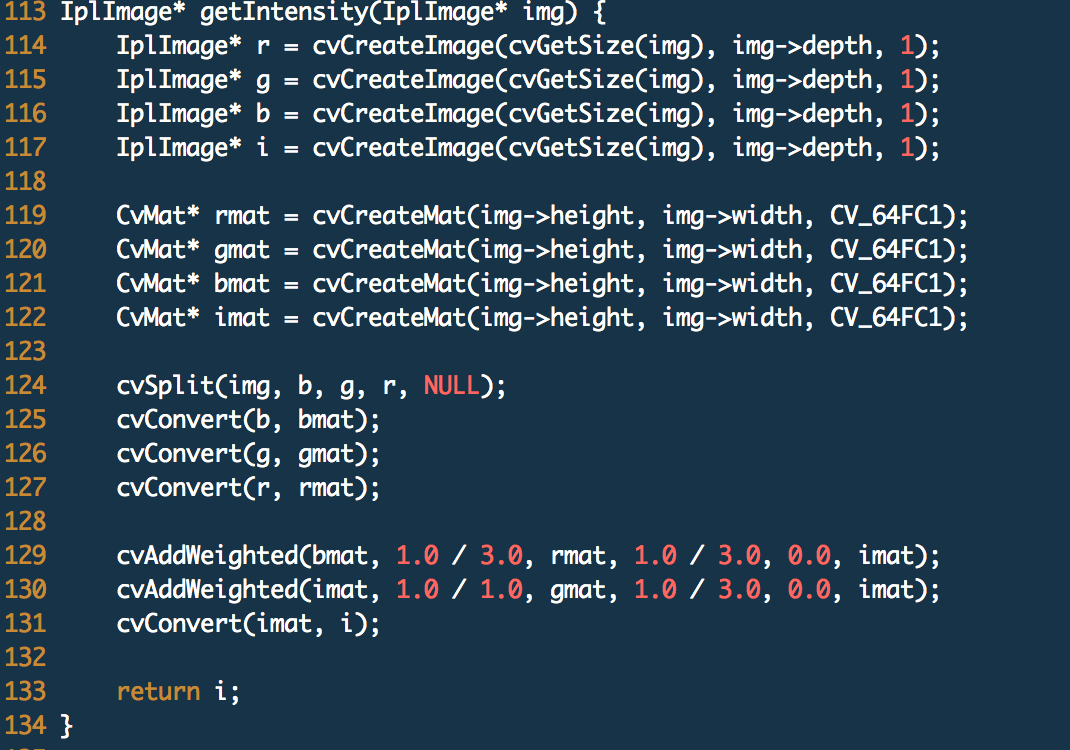 113 IplImage* getIntensity(IplImage* img) {
114     IplImage* r = cvCreateImage(cvGetSize(img), img->depth, 1);
115     IplImage* g = cvCreateImage(cvGetSize(img), img->depth, 1);
116     IplImage* b = cvCreateImage(cvGetSize(img), img->depth, 1);
117     IplImage* i = cvCreateImage(cvGetSize(img), img->depth, 1);
118
119     CvMat* rmat = cvCreateMat(img->height, img->width, CV_64FC1);
120     CvMat* gmat = cvCreateMat(img->height, img->width, CV_64FC1);
121     CvMat* bmat = cvCreateMat(img->height, img->width, CV_64FC1);
122     CvMat* imat = cvCreateMat(img->height, img->width, CV_64FC1);
123
124     cvSplit(img, b, g, r, NULL);
125     cvConvert(b, bmat);
126     cvConvert(g, gmat);
127     cvConvert(r, rmat);
128
129     cvAddWeighted(bmat, 1.0 / 3.0, rmat, 1.0 / 3.0, 0.0, imat);
130     cvAddWeighted(imat, 1.0 / 1.0, gmat, 1.0 / 3.0, 0.0, imat);
131     cvConvert(imat, i);
132
133     return i;
134 }